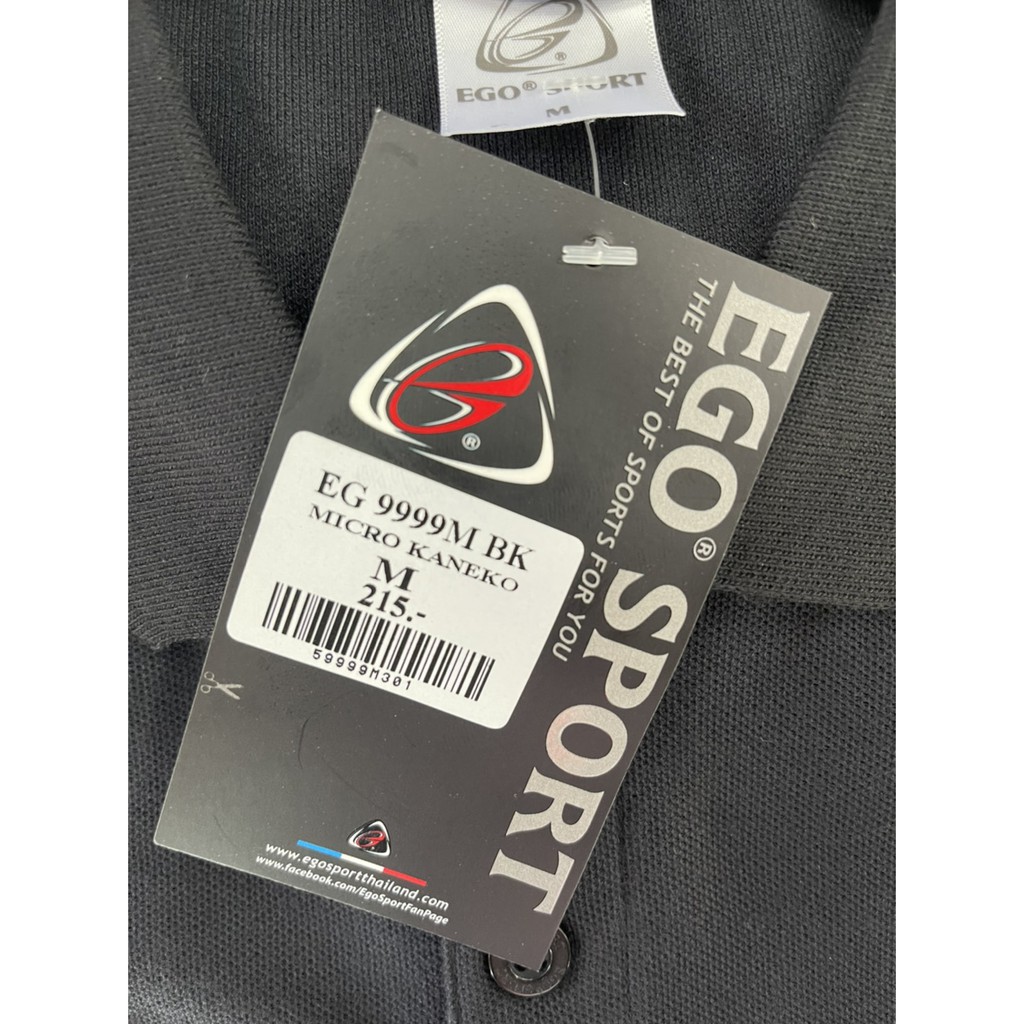 EGO® SPORT
M
EGO® SPORT
THE BEST OF SPORTS FOR YOU
®
EG 9999M BK
MICRO KANEKO
M
215.-
59999M301
www.egosportthailand.com
www.facebook.com/EgoSportFanPage